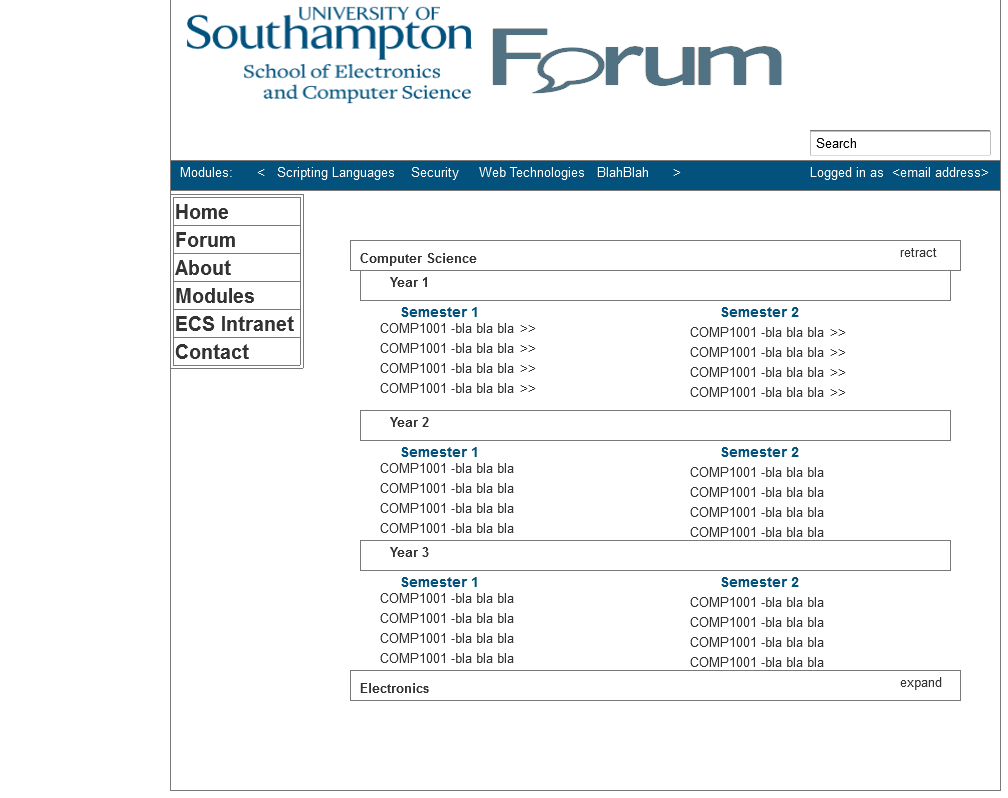 UNIVERSITY OF
Southampton
School of Electronics
and Computer Science
Forum
Search
Modules: < Scripting Languages Security Web Technologies BlahBlah > Logged in as <email address>
Home
Forum
About
Modules
ECS Intranet
Contact
Computer Science retract
Year 1
Semester 1 Semester 2
COMP1001 -bla bla bla >> COMP1001 -bla bla bla >>
COMP1001 -bla bla bla >> COMP1001 -bla bla bla >>
COMP1001 -bla bla bla >> COMP1001 -bla bla bla >>
COMP1001 -bla bla bla >> COMP1001 -bla bla bla >>
Year 2
Semester 1 Semester 2
COMP1001 -bla bla bla COMP1001 -bla bla bla
COMP1001 -bla bla bla COMP1001 -bla bla bla
COMP1001 -bla bla bla COMP1001 -bla bla bla
COMP1001 -bla bla bla COMP1001 -bla bla bla
Year 3
Semester 1 Semester 2
COMP1001 -bla bla bla COMP1001 -bla bla bla
COMP1001 -bla bla bla COMP1001 -bla bla bla
COMP1001 -bla bla bla COMP1001 -bla bla bla
COMP1001 -bla bla bla COMP1001 -bla bla bla
Electronics expand